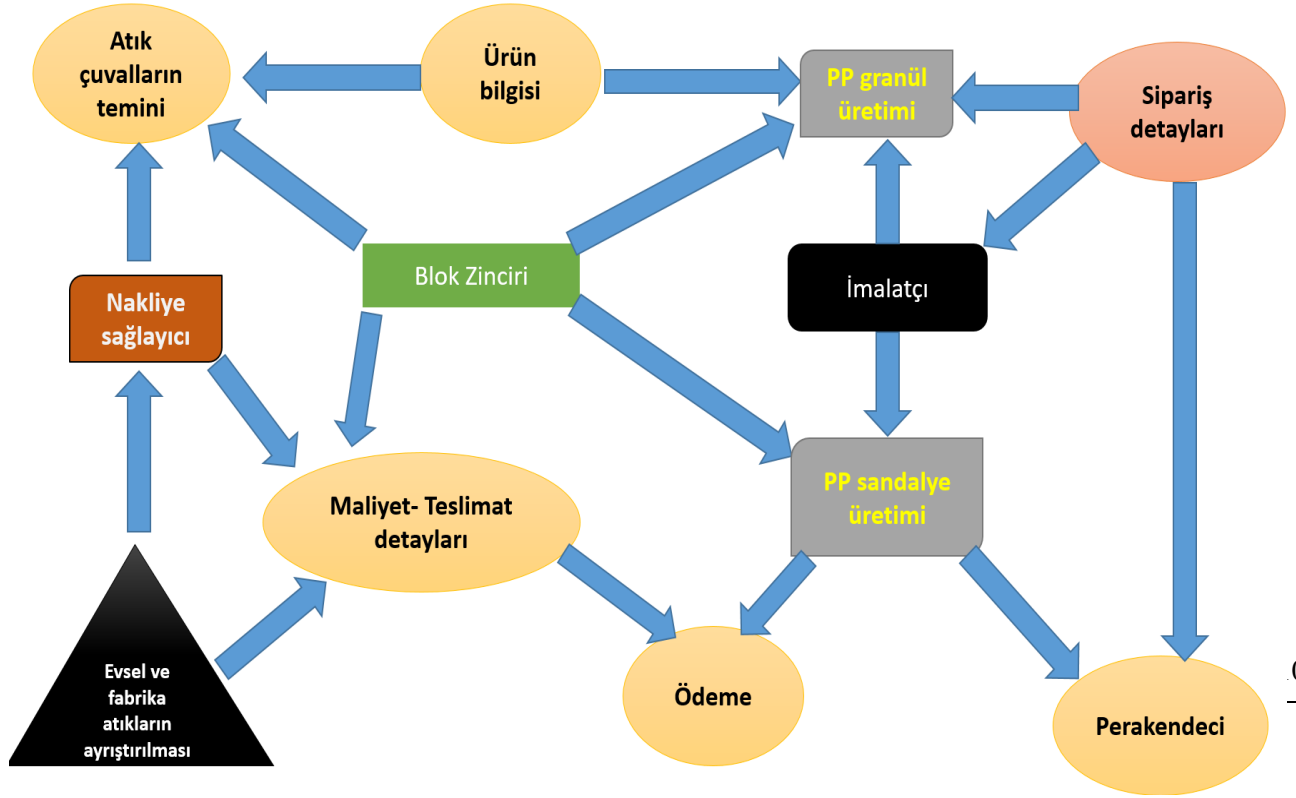 Atık
çuvalların
temini
Ürün
bilgisi
PP granül
üretimi
Sipariş
detayları
Nakliye
sağlayıcı
Blok Zinciri
İmalatçı
Maliyet- Teslimat
detayları
PP sandalye
üretimi
Evsel ve
fabrika
atıkların
ayrıştırılması
Ödeme
Perakendeci